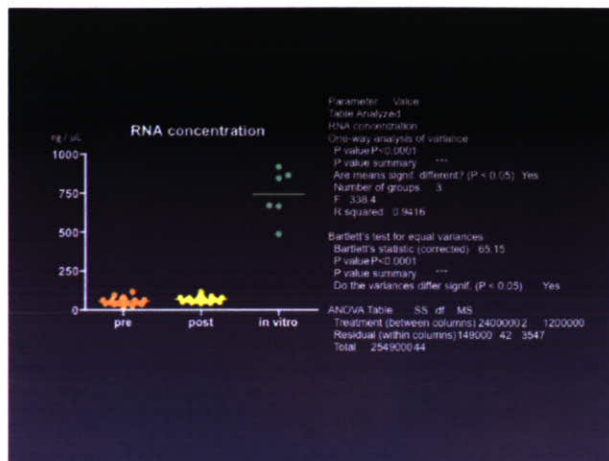 RNA concentration
ng / uL
1000
750
500
250
0
pre post in vitro
Parameter Value
Table Analyzed
RNA concentration
One-way analysis of variance
P value P<0.0001
P value summary ***
Are means signif. different? (P < 0.05) Yes
Number of groups 3
F 338.4
R squared 0.9416
Bartlett's test for equal variances
Bartlett's statistic (corrected) 65.15
P value P<0.0001
P value summary ***
Do the variances differ signif. (P < 0.05) Yes
ANOVA Table SS df MS
Treatment (between columns) 2400000 2 1200000
Residual (within columns) 149000 42 3547
Total 2549000 44